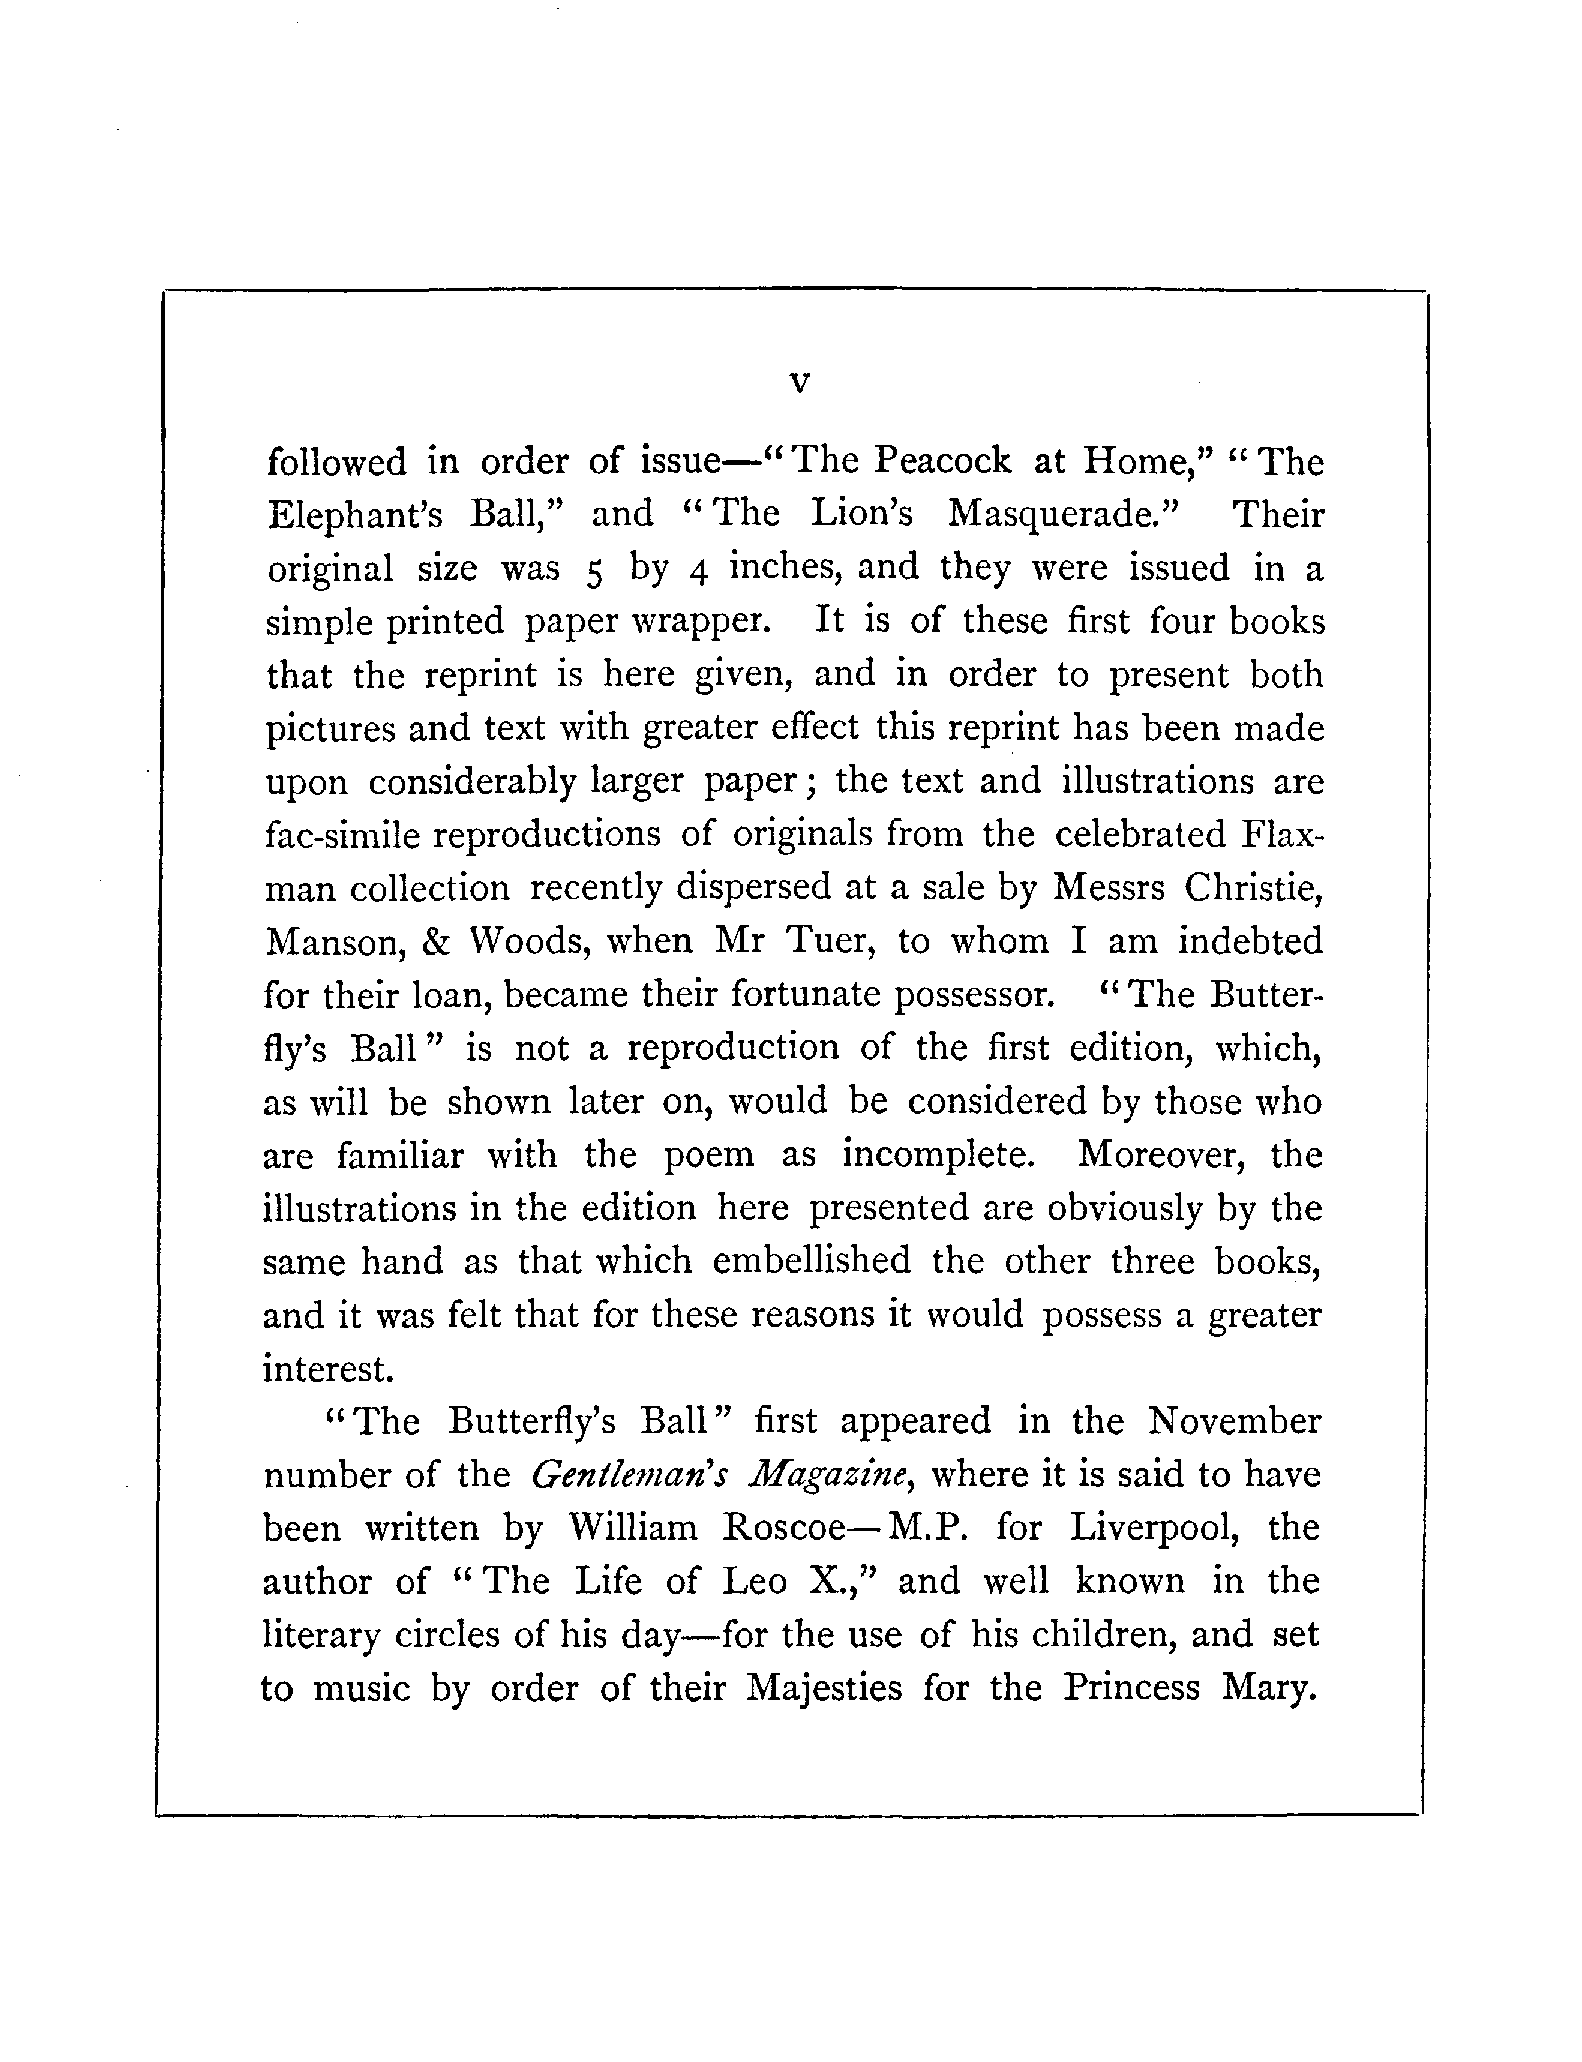 v
followed in order of issue—“The Peacock at Home,” “The
Elephant's Ball,” and “The Lion's Masquerade.” Their
original size was 5 by 4 inches, and they were issued in a
simple printed paper wrapper. It is of these first four books
that the reprint is here given, and in order to present both
pictures and text with greater effect this reprint has been made
upon considerably larger paper; the text and illustrations are
fac-simile reproductions of originals from the celebrated Flax-
man collection recently dispersed at a sale by Messrs Christie,
Manson, & Woods, when Mr Tuer, to whom I am indebted
for their loan, became their fortunate possessor. “The Butter-
fly's Ball” is not a reproduction of the first edition, which,
as will be shown later on, would be considered by those who
are familiar with the poem as incomplete. Moreover, the
illustrations in the edition here presented are obviously by the
same hand as that which embellished the other three books,
and it was felt that for these reasons it would possess a greater
interest.
“The Butterfly's Ball” first appeared in the November
number of the Gentleman's Magazine, where it is said to have
been written by William Roscoe—M.P. for Liverpool, the
author of “The Life of Leo X.,” and well known in the
literary circles of his day—for the use of his children, and set
to music by order of their Majesties for the Princess Mary.